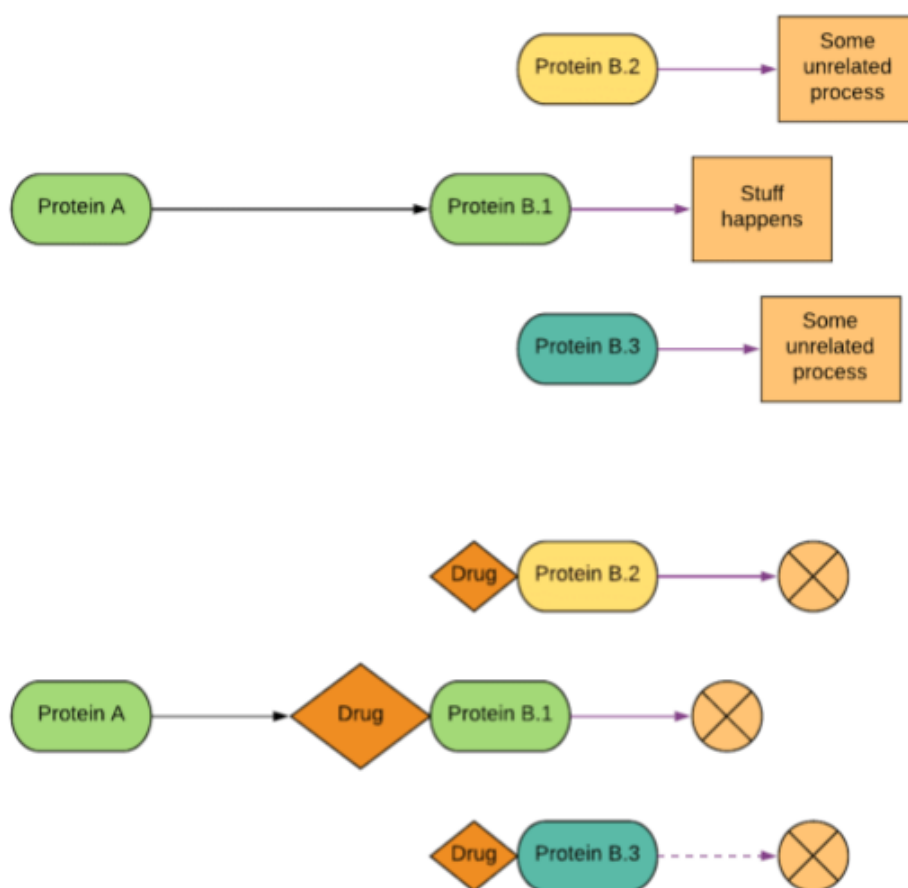 Protein B.2
Some
unrelated
process
Protein A
Protein B.1
Stuff
happens
Protein B.3
Some
unrelated
process
Drug
Protein B.2
Protein A
Drug
Protein B.1
Drug
Protein B.3